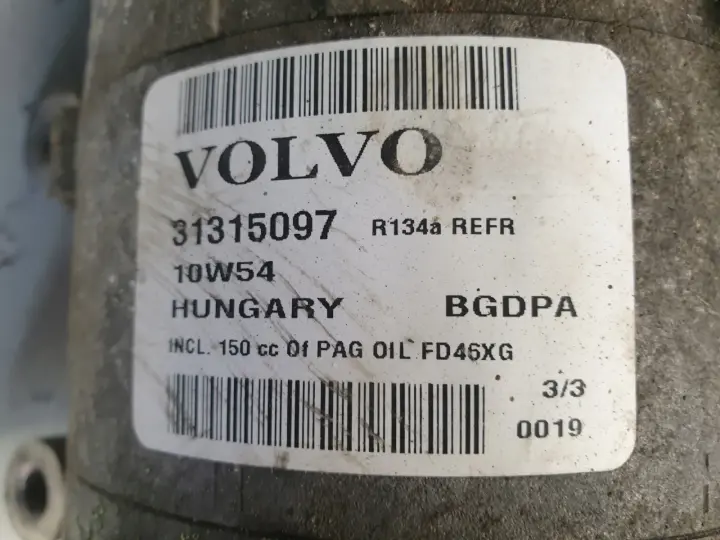 VOLVO
31315097 R134a REFR
10W54
HUNGARY BGDPA
INCL. 150 cc Of PAG OIL FD46XG
3/3
0019